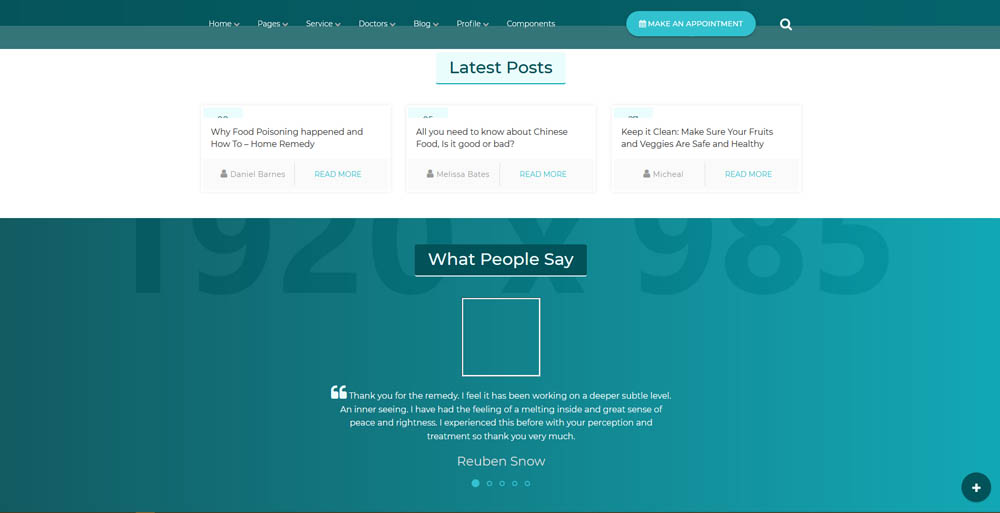 Home Pages Service Doctors Blog Profile Components MAKE AN APPOINTMENT
Latest Posts
Why Food Poisoning happened and
How To – Home Remedy
Daniel Barnes READ MORE
All you need to know about Chinese
Food, Is it good or bad?
Melissa Bates READ MORE
Keep it Clean: Make Sure Your Fruits
and Veggies Are Safe and Healthy
Micheal READ MORE
1920 x 985
What People Say
Thank you for the remedy. I feel it has been working on a deeper subtle level.
An inner seeing. I have had the feeling of a melting inside and great sense of
peace and rightness. I experienced this before with your perception and
treatment so thank you very much.
Reuben Snow